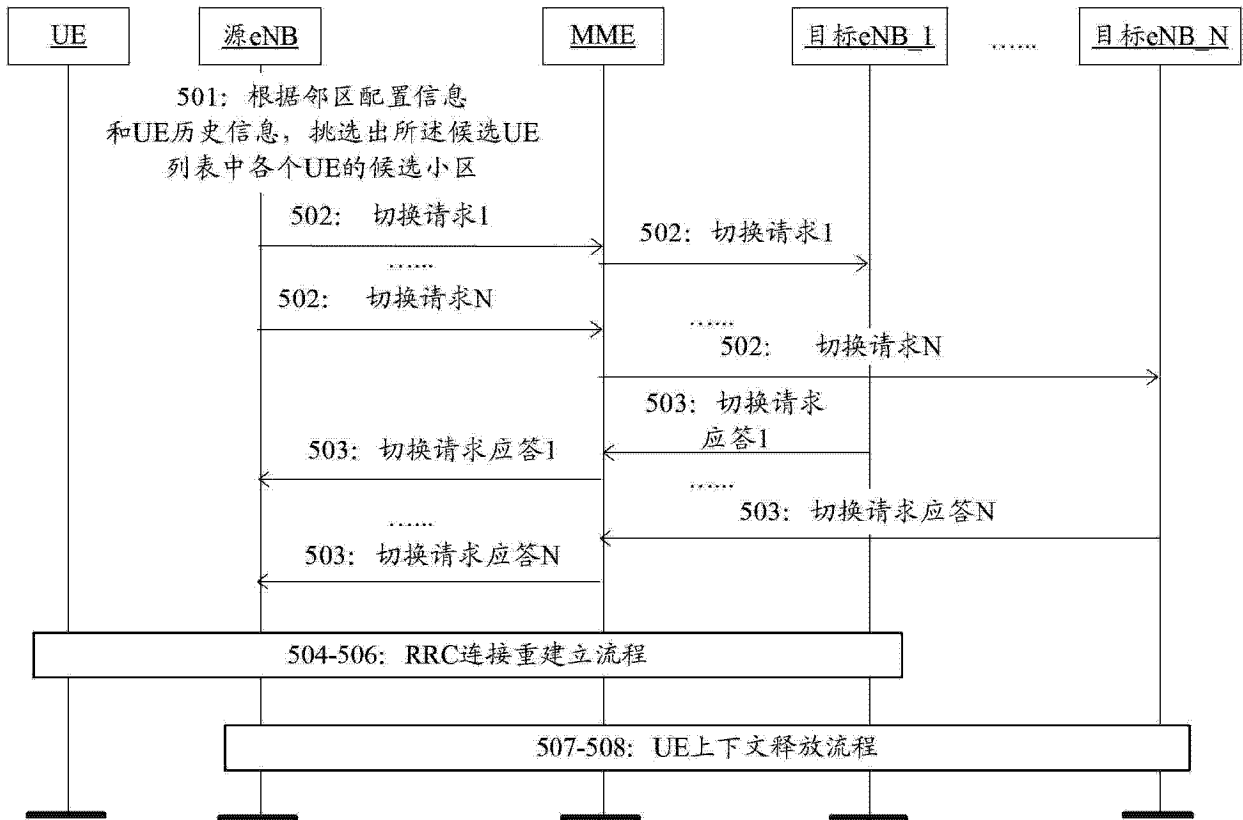 UE
源eNB
MME
目标eNB_1
……
目标eNB_N
501：根据邻区配置信息
和UE历史信息，挑选出所述候选UE
列表中各个UE的候选小区
502： 切换请求1
502：切换请求1
……
502： 切换请求N
……
502： 切换请求N
503：切换请求
应答1
503：切换请求应答1
……
503：切换请求应答N
……
503：切换请求应答N
504-506：RRC连接重建立流程
507-508：UE上下文释放流程